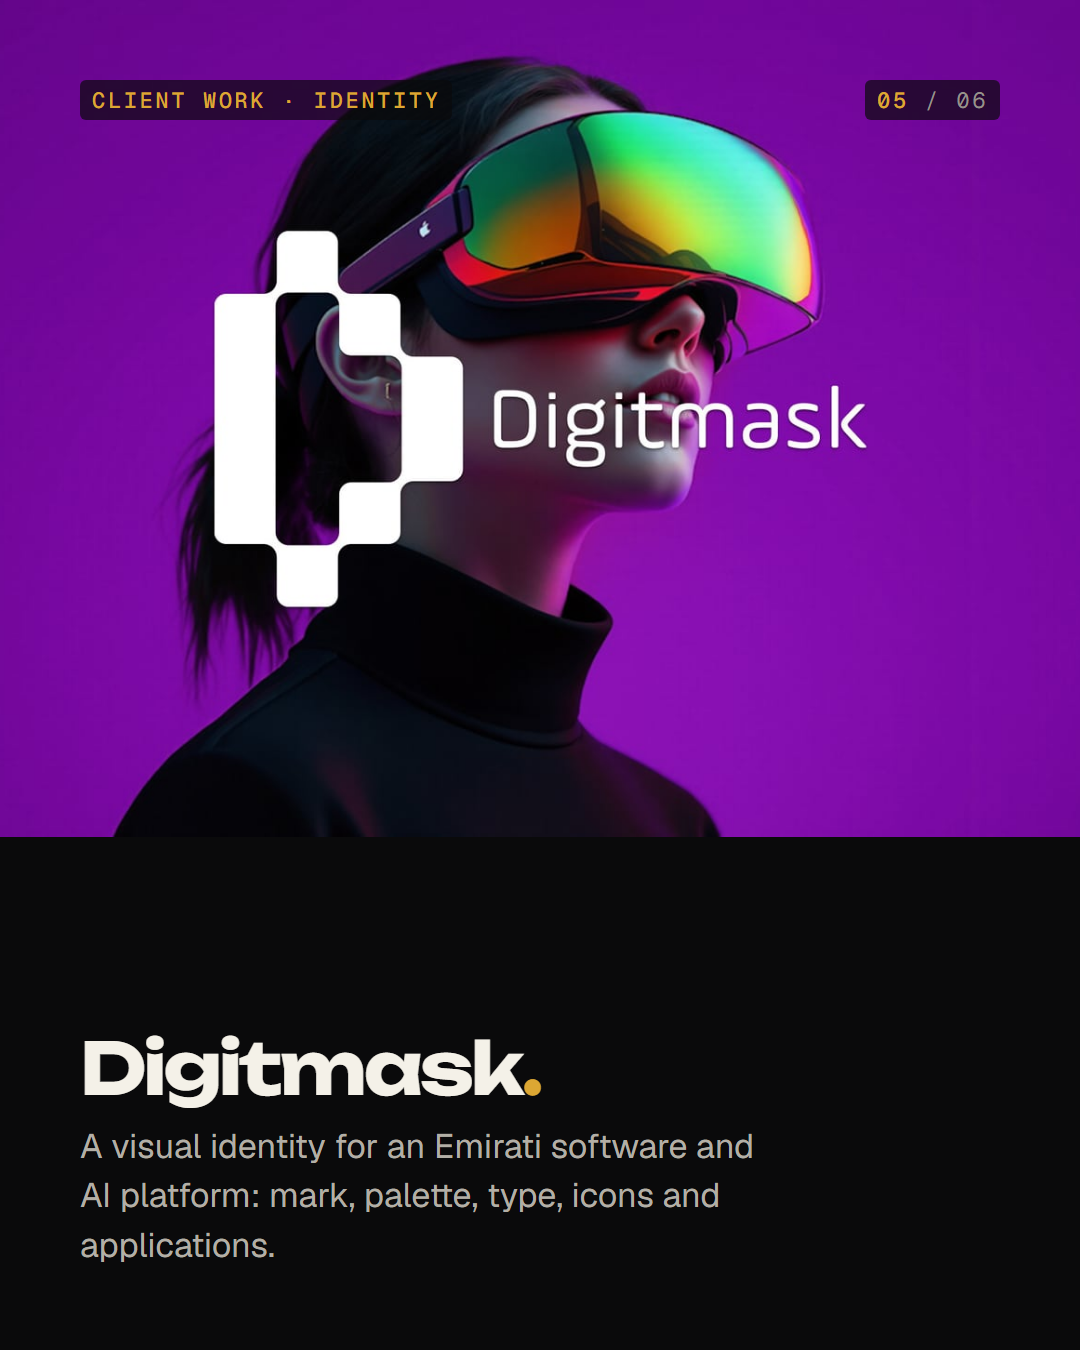 CLIENT WORK · IDENTITY
05 / 06
Digitmask
Digitmask.
A visual identity for an Emirati software and
AI platform: mark, palette, type, icons and
applications.